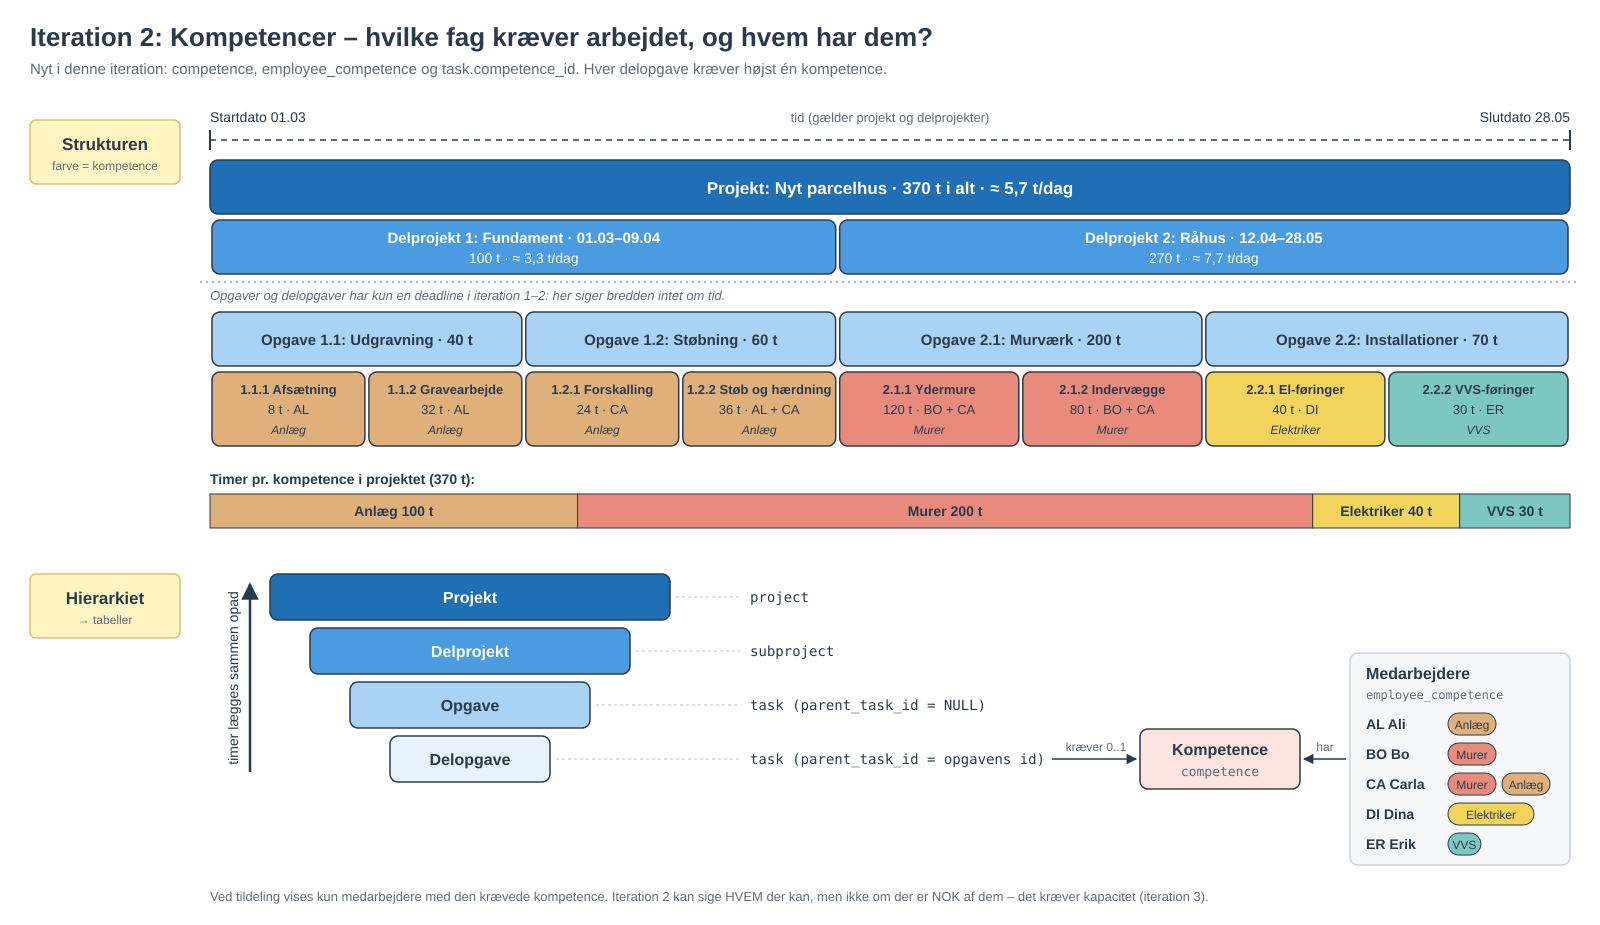 Iteration 2: Kompetencer – hvilke fag kræver arbejdet, og hvem har dem?
Nyt i denne iteration: competence, employee_competence og task.competence_id. Hver delopgave kræver højst én kompetence.
Strukturen
farve = kompetence
Startdato 01.03
tid (gælder projekt og delprojekter)
Slutdato 28.05
Projekt: Nyt parcelhus · 370 t i alt · ≈ 5,7 t/dag
Delprojekt 1: Fundament · 01.03–09.04
100 t · ≈ 3,3 t/dag
Delprojekt 2: Råhus · 12.04–28.05
270 t · ≈ 7,7 t/dag
Opgaver og delopgaver har kun en deadline i iteration 1–2: her siger bredden intet om tid.
Opgave 1.1: Udgravning · 40 t
Opgave 1.2: Støbning · 60 t
Opgave 2.1: Murværk · 200 t
Opgave 2.2: Installationer · 70 t
1.1.1 Afsætning
8 t · AL
Anlæg
1.1.2 Gravearbejde
32 t · AL
Anlæg
1.2.1 Forskalling
24 t · CA
Anlæg
1.2.2 Støb og hærdning
36 t · AL + CA
Anlæg
2.1.1 Ydermure
120 t · BO + CA
Murer
2.1.2 Indervægge
80 t · BO + CA
Murer
2.2.1 El-føringer
40 t · DI
Elektriker
2.2.2 VVS-føringer
30 t · ER
VVS
Timer pr. kompetence i projektet (370 t):
Anlæg 100 t
Murer 200 t
Elektriker 40 t
VVS 30 t
Hierarkiet
→ tabeller
timer lægges sammen opad
Projekt
project
Delprojekt
subproject
Opgave
task (parent_task_id = NULL)
Delopgave
task (parent_task_id = opgavens id)
kræver 0..1
Kompetence
competence
har
Medarbejdere
employee_competence
AL Ali Anlæg
BO Bo Murer
CA Carla Murer Anlæg
DI Dina Elektriker
ER Erik VVS
Ved tildeling vises kun medarbejdere med den krævede kompetence. Iteration 2 kan sige HVEM der kan, men ikke om der er NOK af dem – det kræver kapacitet (iteration 3).